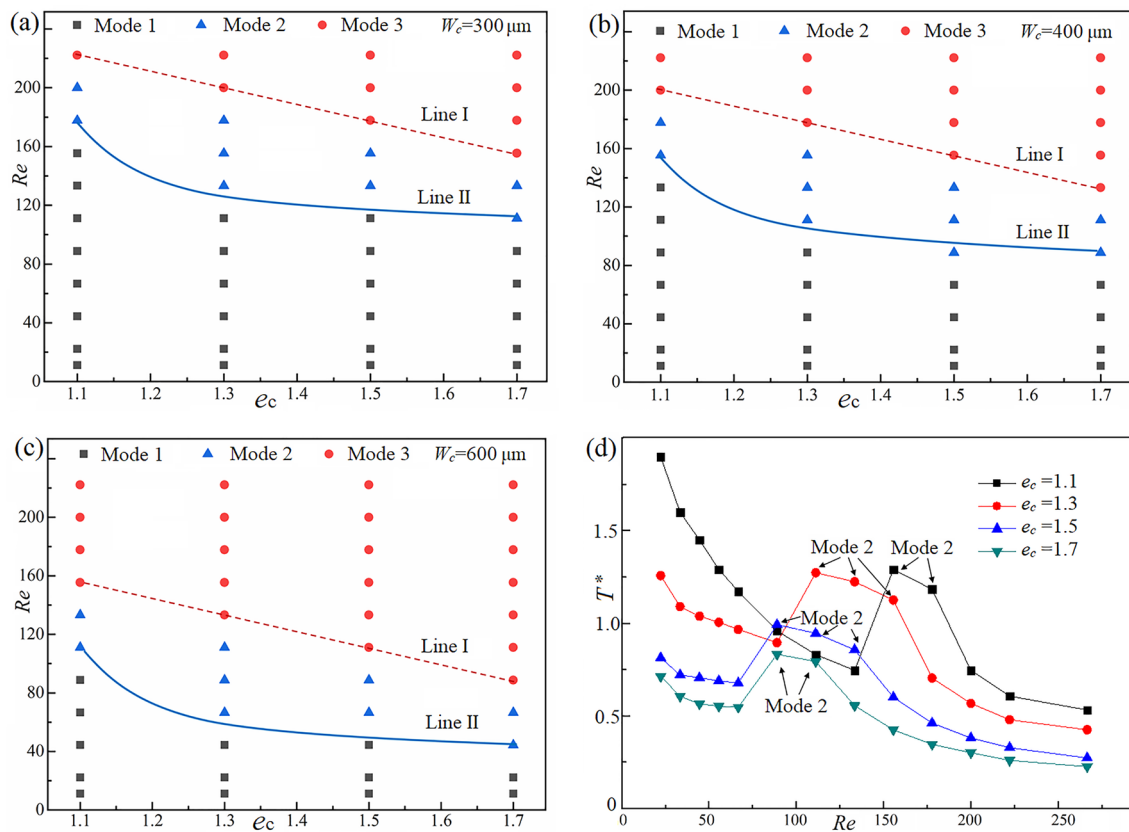 (a) Mode 1 Mode 2 Mode 3 Wc=300 μm
200
160
120
80
40
0
Re
Line I
Line II
1.1 1.2 1.3 1.4 1.5 1.6 1.7
ec
(b) Mode 1 Mode 2 Mode 3 Wc=400 μm
200
160
120
80
40
0
Re
Line I
Line II
1.1 1.2 1.3 1.4 1.5 1.6 1.7
ec
(c) Mode 1 Mode 2 Mode 3 Wc=600 μm
200
160
120
80
40
0
Re
Line I
Line II
1.1 1.2 1.3 1.4 1.5 1.6 1.7
ec
(d)
ec =1.1
ec =1.3
ec =1.5
ec =1.7
1.5
1.0
0.5
0
T*
Mode 2 Mode 2
Mode 2
Mode 2
0 50 100 150 200 250
Re